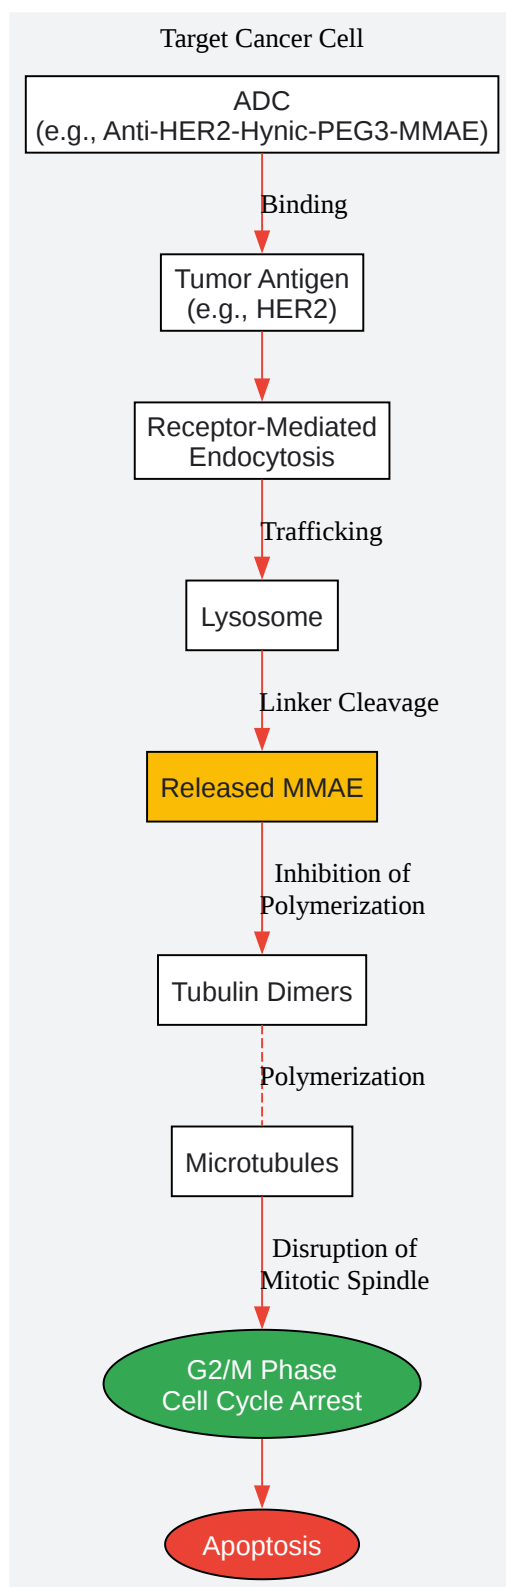 Target Cancer Cell
ADC
(e.g., Anti-HER2-Hynic-PEG3-MMAE)
Binding
Tumor Antigen
(e.g., HER2)
Receptor-Mediated
Endocytosis
Trafficking
Lysosome
Linker Cleavage
Released MMAE
Inhibition of
Polymerization
Tubulin Dimers
Polymerization
Microtubules
Disruption of
Mitotic Spindle
G2/M Phase
Cell Cycle Arrest
Apoptosis